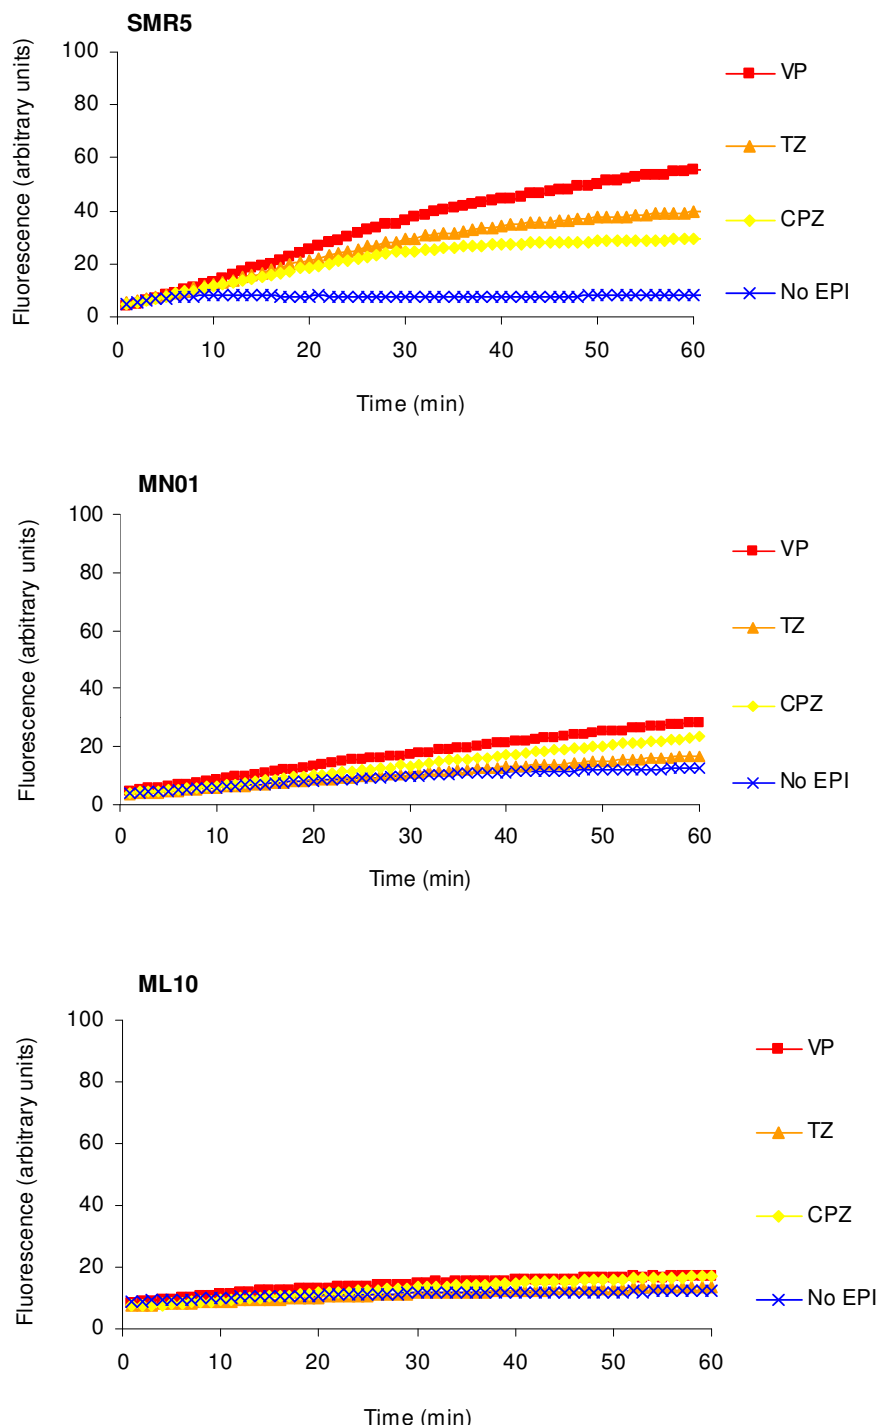 SMR5
Fluorescence (arbitrary units)
100
80
60
40
20
0
0 10 20 30 40 50 60
Time (min)
VP
TZ
CPZ
No EPI
MN01
Fluorescence (arbitrary units)
100
80
60
40
20
0
0 10 20 30 40 50 60
Time (min)
VP
TZ
CPZ
No EPI
ML10
Fluorescence (arbitrary units)
100
80
60
40
20
0
0 10 20 30 40 50 60
Time (min)
VP
TZ
CPZ
No EPI